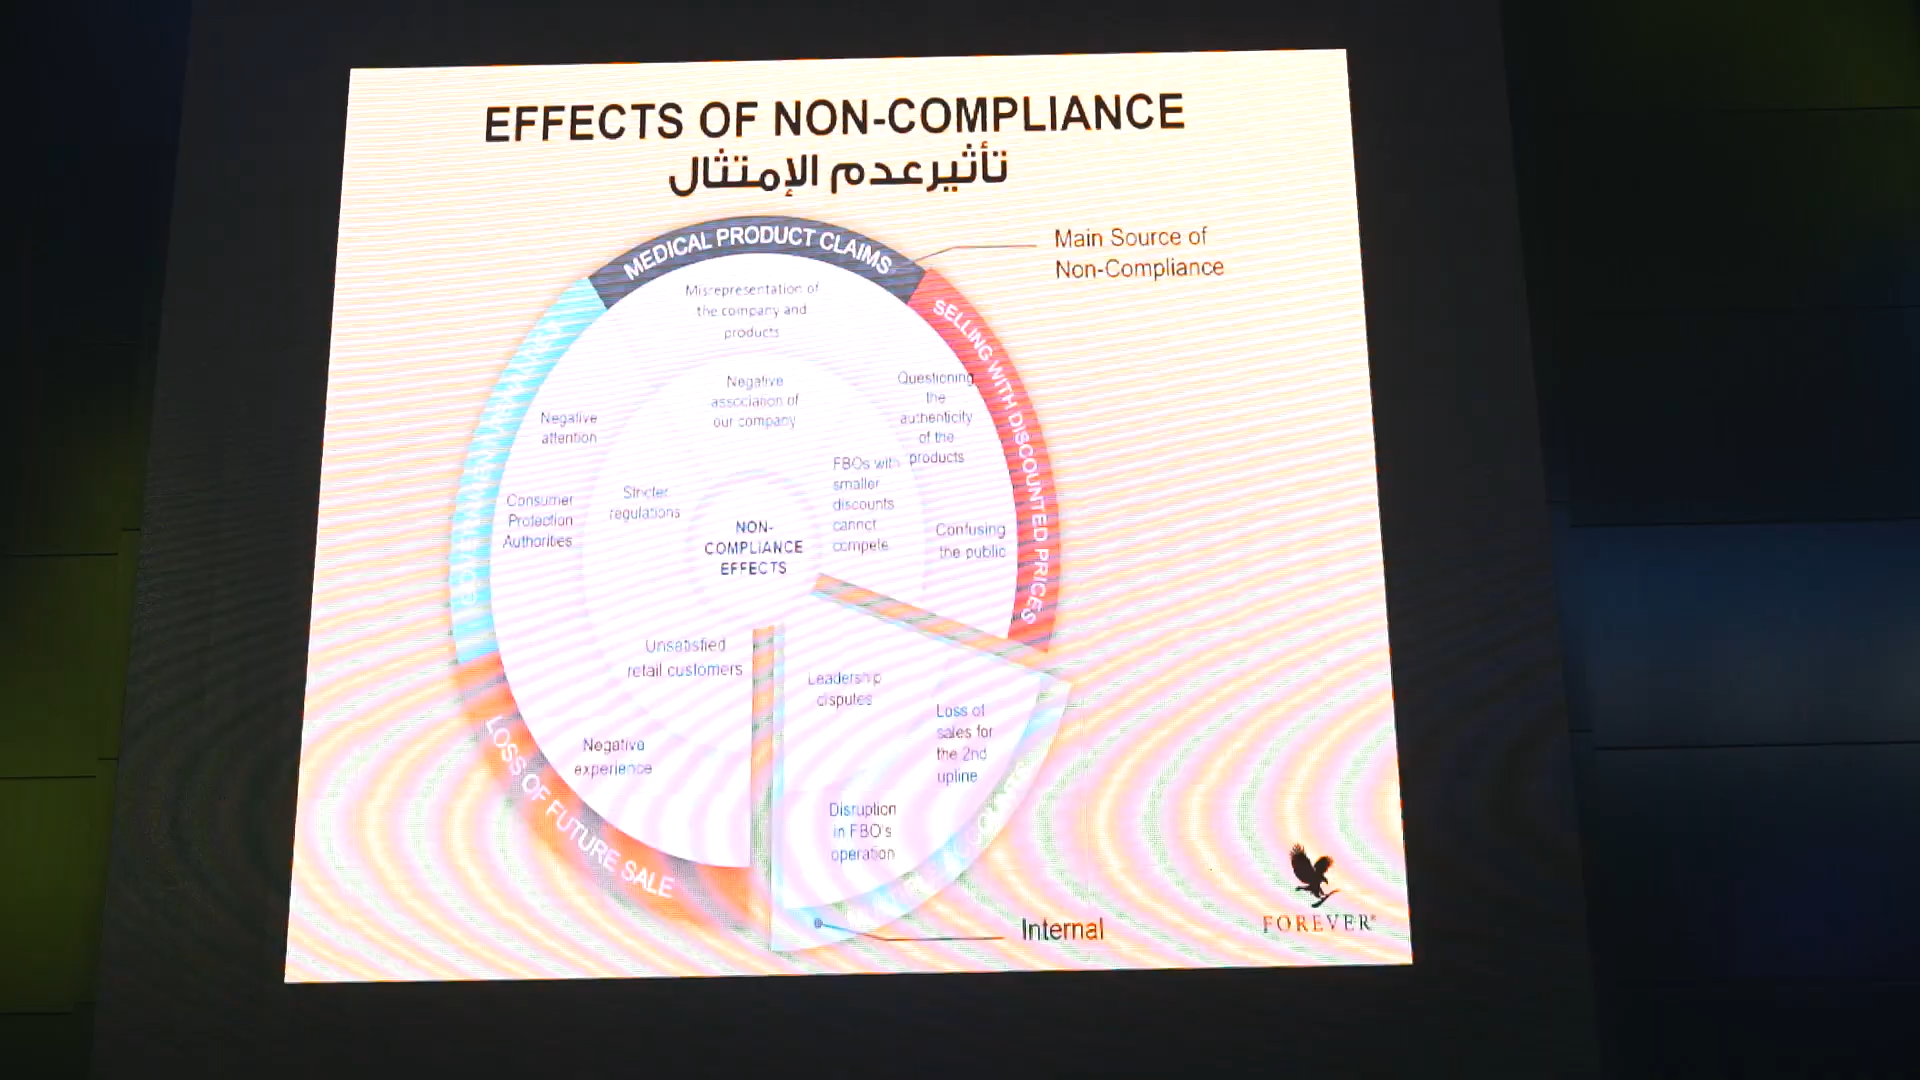 EFFECTS OF NON-COMPLIANCE
تأثيرعدم الإمتثال
MEDICAL PRODUCT CLAIMS
Main Source of
Non-Compliance
SELLING WITH DISCOUNTED PRICES
Misrepresentation of
the company and
products
Negative
association of
our company
Questioning
the
authenticity
of the
products
Negative
attention
FBOs with
smaller
discounts
cannot
compete
Consumer
Protection
Authorities
Stricter
regulations
Confusing
the public
NON-
COMPLIANCE
EFFECTS
Unsatisfied
retail customers
Negative
experience
LOSS OF FUTURE SALE
Leadership
disputes
Loss of
sales for
the 2nd
upline
Disruption
in FBO's
operation
Internal
FOREVER®